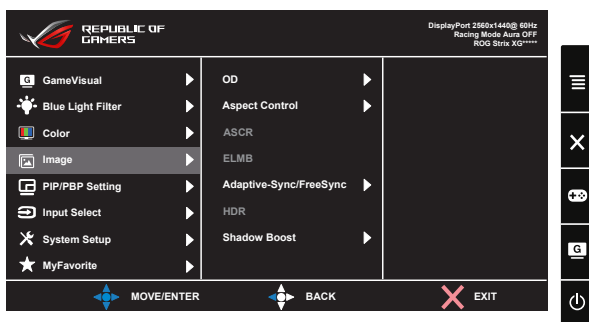 REPUBLIC OF
GAMERS
DisplayPort 2560x1440@ 60Hz
Racing Mode Aura OFF
ROG Strix XG*****
G GameVisual
Blue Light Filter
Color
Image
PIP/PBP Setting
Input Select
System Setup
MyFavorite
OD
Aspect Control
ASCR
ELMB
Adaptive-Sync/FreeSync
HDR
Shadow Boost
G
MOVE/ENTER
BACK
EXIT